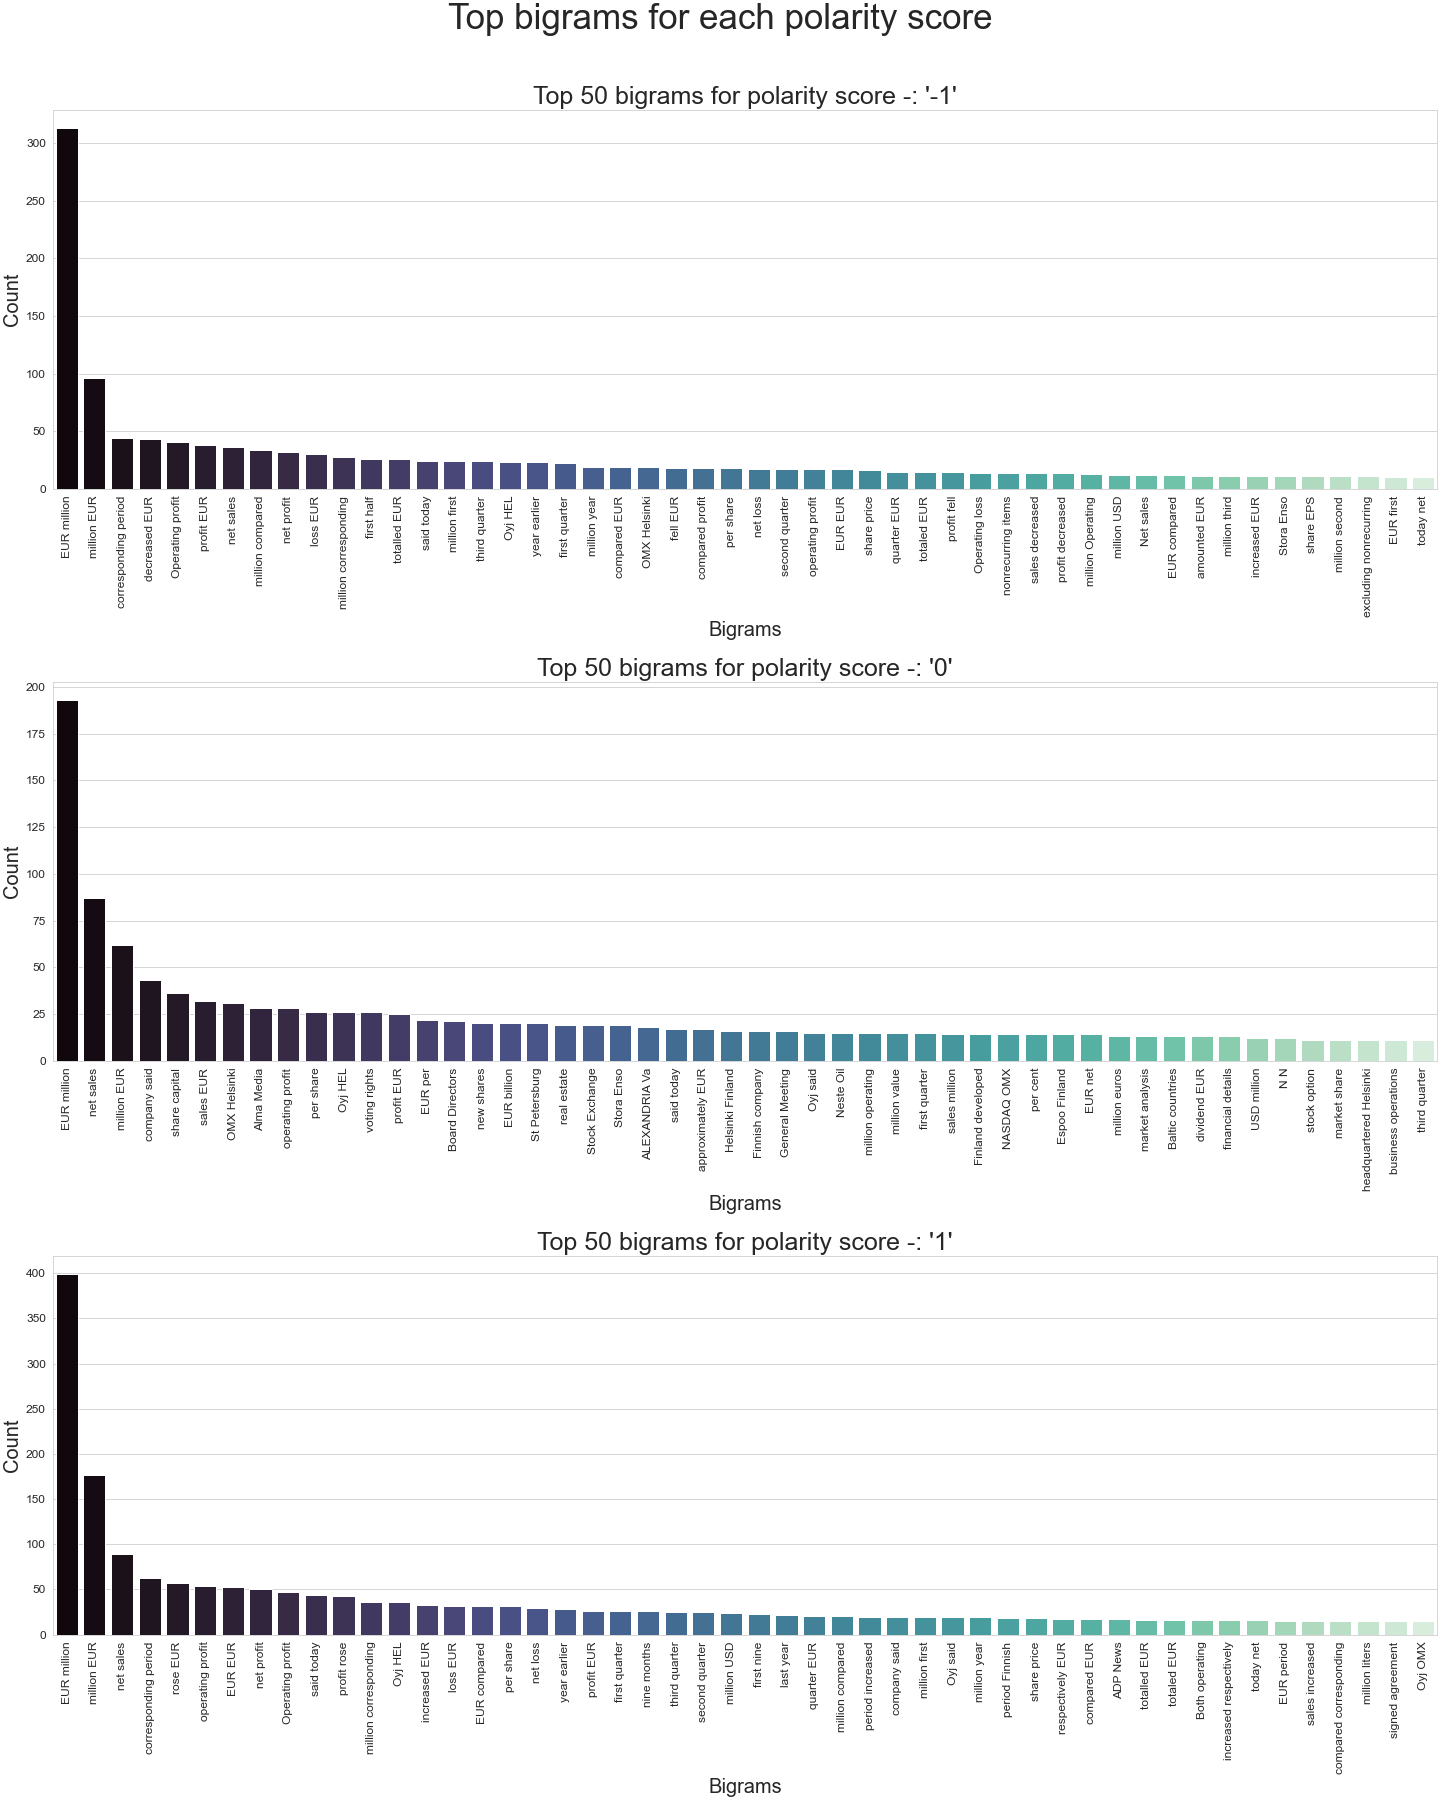 Top bigrams for each polarity score
Top 50 bigrams for polarity score -: '-1'
300
250
200
150
100
50
0
Count
EUR million
million EUR
corresponding period
decreased EUR
Operating profit
profit EUR
net sales
million compared
net profit
loss EUR
million corresponding
first half
totalled EUR
said today
million first
third quarter
Oyj HEL
year earlier
first quarter
million year
compared EUR
OMX Helsinki
fell EUR
compared profit
per share
net loss
second quarter
operating profit
EUR EUR
share price
quarter EUR
totaled EUR
profit fell
Operating loss
nonrecurring items
sales decreased
profit decreased
million Operating
million USD
Net sales
EUR compared
amounted EUR
million third
increased EUR
Stora Enso
share EPS
million second
excluding nonrecurring
EUR first
today net
Bigrams
Top 50 bigrams for polarity score -: '0'
200
175
150
125
100
75
50
25
0
Count
EUR million
net sales
million EUR
company said
share capital
sales EUR
OMX Helsinki
Alma Media
operating profit
per share
Oyj HEL
voting rights
profit EUR
EUR per
Board Directors
new shares
EUR billion
St Petersburg
real estate
Stock Exchange
Stora Enso
ALEXANDRIA Va
said today
approximately EUR
Helsinki Finland
Finnish company
General Meeting
Oyj said
Neste Oil
million operating
million value
first quarter
sales million
Finland developed
NASDAQ OMX
per cent
Espoo Finland
EUR net
million euros
market analysis
Baltic countries
dividend EUR
financial details
USD million
N N
stock option
market share
headquartered Helsinki
business operations
third quarter
Bigrams
Top 50 bigrams for polarity score -: '1'
400
350
300
250
200
150
100
50
0
Count
EUR million
million EUR
net sales
corresponding period
rose EUR
operating profit
EUR EUR
net profit
Operating profit
said today
profit rose
million corresponding
Oyj HEL
increased EUR
loss EUR
EUR compared
per share
net loss
year earlier
profit EUR
first quarter
nine months
third quarter
second quarter
million USD
first nine
last year
quarter EUR
million compared
period increased
company said
million first
Oyj said
million year
period Finnish
share price
respectively EUR
compared EUR
ADP News
totalled EUR
totaled EUR
Both operating
increased respectively
today net
EUR period
sales increased
compared corresponding
million liters
signed agreement
Oyj OMX
Bigrams